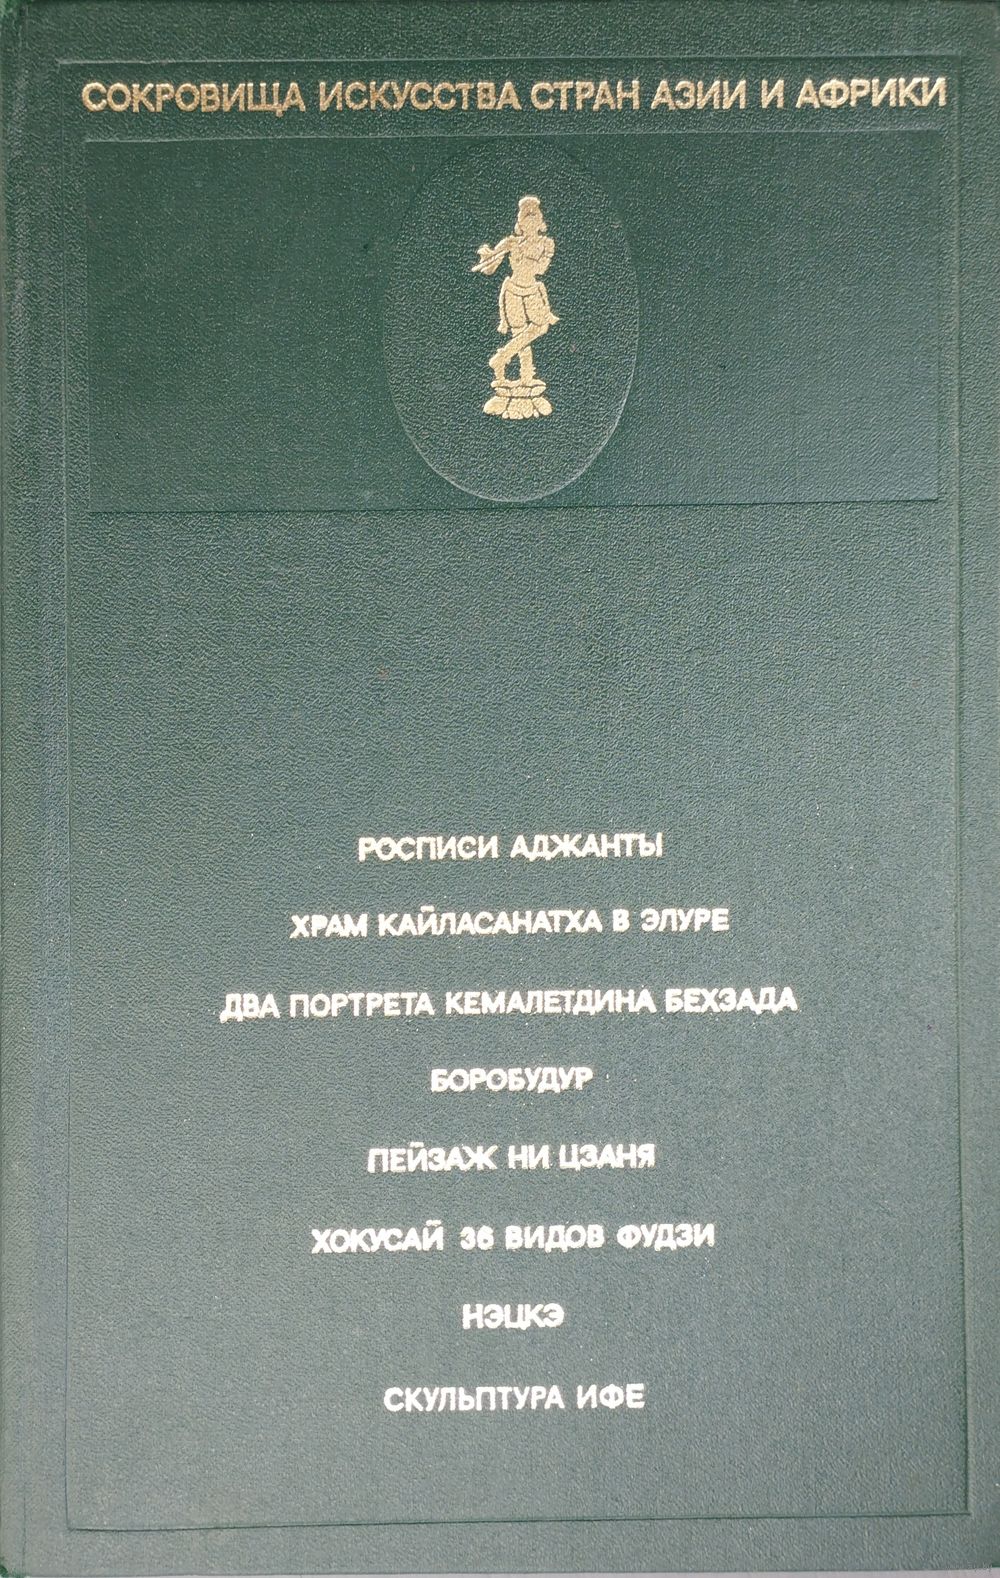 СОКРОВИЩА ИСКУССТВА СТРАН АЗИИ И АФРИКИ
РОСПИСИ АДЖАНТЫ
ХРАМ КАЙЛАСАНАТХА В ЭЛУРЕ
ДВА ПОРТРЕТА КЕМАЛЕТДИНА БЕХЗАДА
БОРОБУДУР
ПЕЙЗАЖ НИ ЦЗАНЯ
ХОКУСАЙ 36 ВИДОВ ФУДЗИ
НЭЦКЭ
СКУЛЬПТУРА ИФЕ